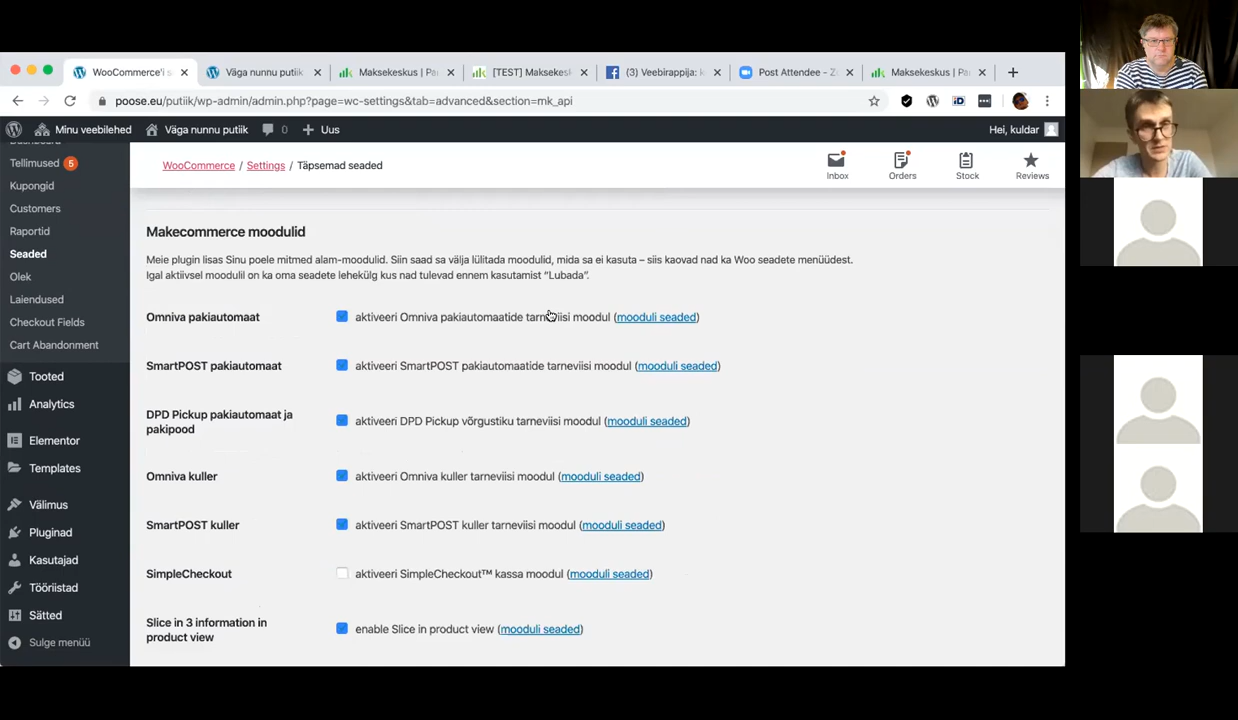 WooCommerce'i s
Väga nunnu putiik
Maksekeskus | Pa
[TEST] Maksekes
(3) Veebirappija: k
Post Attendee - Z
Maksekeskus | Pa
poose.eu/putiik/wp-admin/admin.php?page=wc-settings&tab=advanced&section=mk_api
Minu veebilehed
Väga nunnu putiik
0
Uus
Hei, kuldar
Tellimused 5
Kupongid
Customers
Raportid
Seaded
Olek
Laiendused
Checkout Fields
Cart Abandonment
Tooted
Analytics
Elementor
Templates
Välimus
Pluginad
Kasutajad
Tööriistad
Sätted
Sulge menüü
WooCommerce / Settings / Täpsemad seaded
Inbox
Orders
Stock
Reviews
Makecommerce moodulid
Meie plugin lisas Sinu poele mitmed alam-moodulid. Siin saad sa välja lülitada moodulid, mida sa ei kasuta – siis kaovad nad ka Woo seadete menüüdest.
Igal aktiivsel moodulil on ka oma seadete lehekülg kus nad tulevad ennem kasutamist “Lubada”.
Omniva pakiautomaat
aktiveeri Omniva pakiautomaatide tarneviisi moodul (mooduli seaded)
SmartPOST pakiautomaat
aktiveeri SmartPOST pakiautomaatide tarneviisi moodul (mooduli seaded)
DPD Pickup pakiautomaat ja
pakipood
aktiveeri DPD Pickup võrgustiku tarneviisi moodul (mooduli seaded)
Omniva kuller
aktiveeri Omniva kuller tarneviisi moodul (mooduli seaded)
SmartPOST kuller
aktiveeri SmartPOST kuller tarneviisi moodul (mooduli seaded)
SimpleCheckout
aktiveeri SimpleCheckout™ kassa moodul (mooduli seaded)
Slice in 3 information in
product view
enable Slice in product view (mooduli seaded)